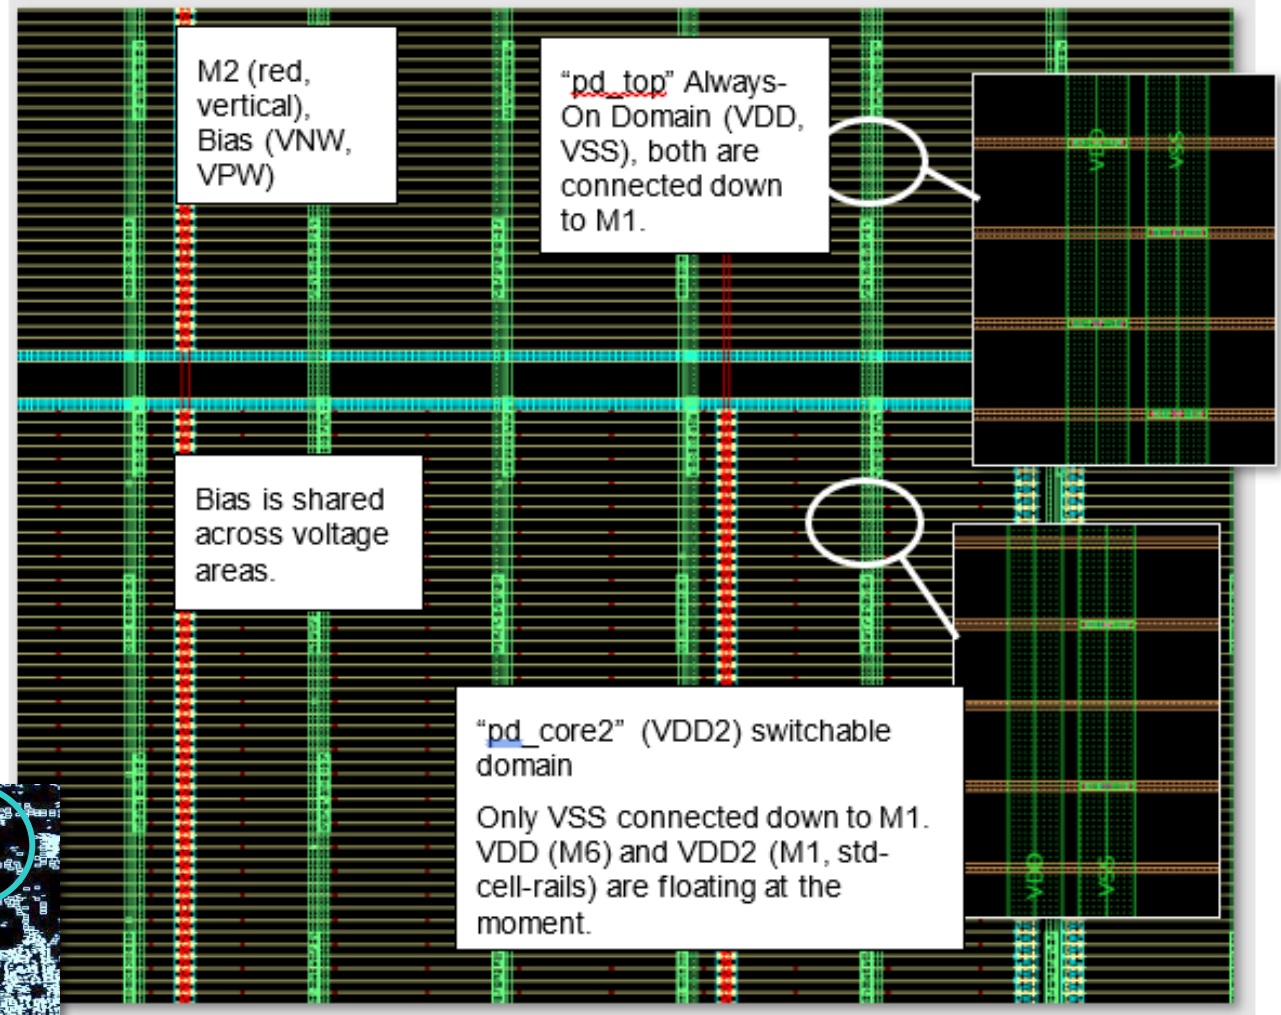 M2 (red,
vertical),
Bias (VNW,
VPW)
“pd_top” Always-
On Domain (VDD,
VSS), both are
connected down
to M1.
VSS
Bias is shared
across voltage
areas.
“pd_core2” (VDD2) switchable
domain
Only VSS connected down to M1.
VDD (M6) and VDD2 (M1, std-
cell-rails) are floating at the
moment.
VDD
VSS